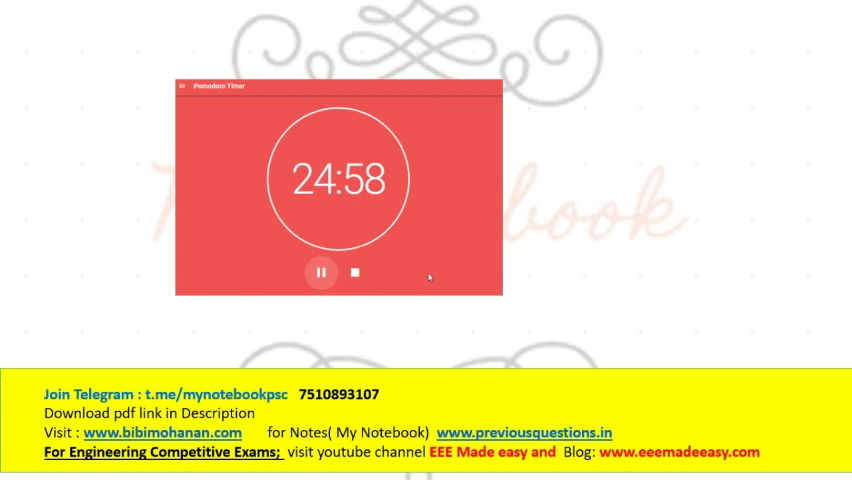 Pomodoro Timer
24:58
book
Join Telegram : t.me/mynotebookpsc 7510893107
Download pdf link in Description
Visit : www.bibimohanan.com for Notes( My Notebook) www.previousquestions.in
For Engineering Competitive Exams; visit youtube channel EEE Made easy and Blog: www.eeemadeeasy.com